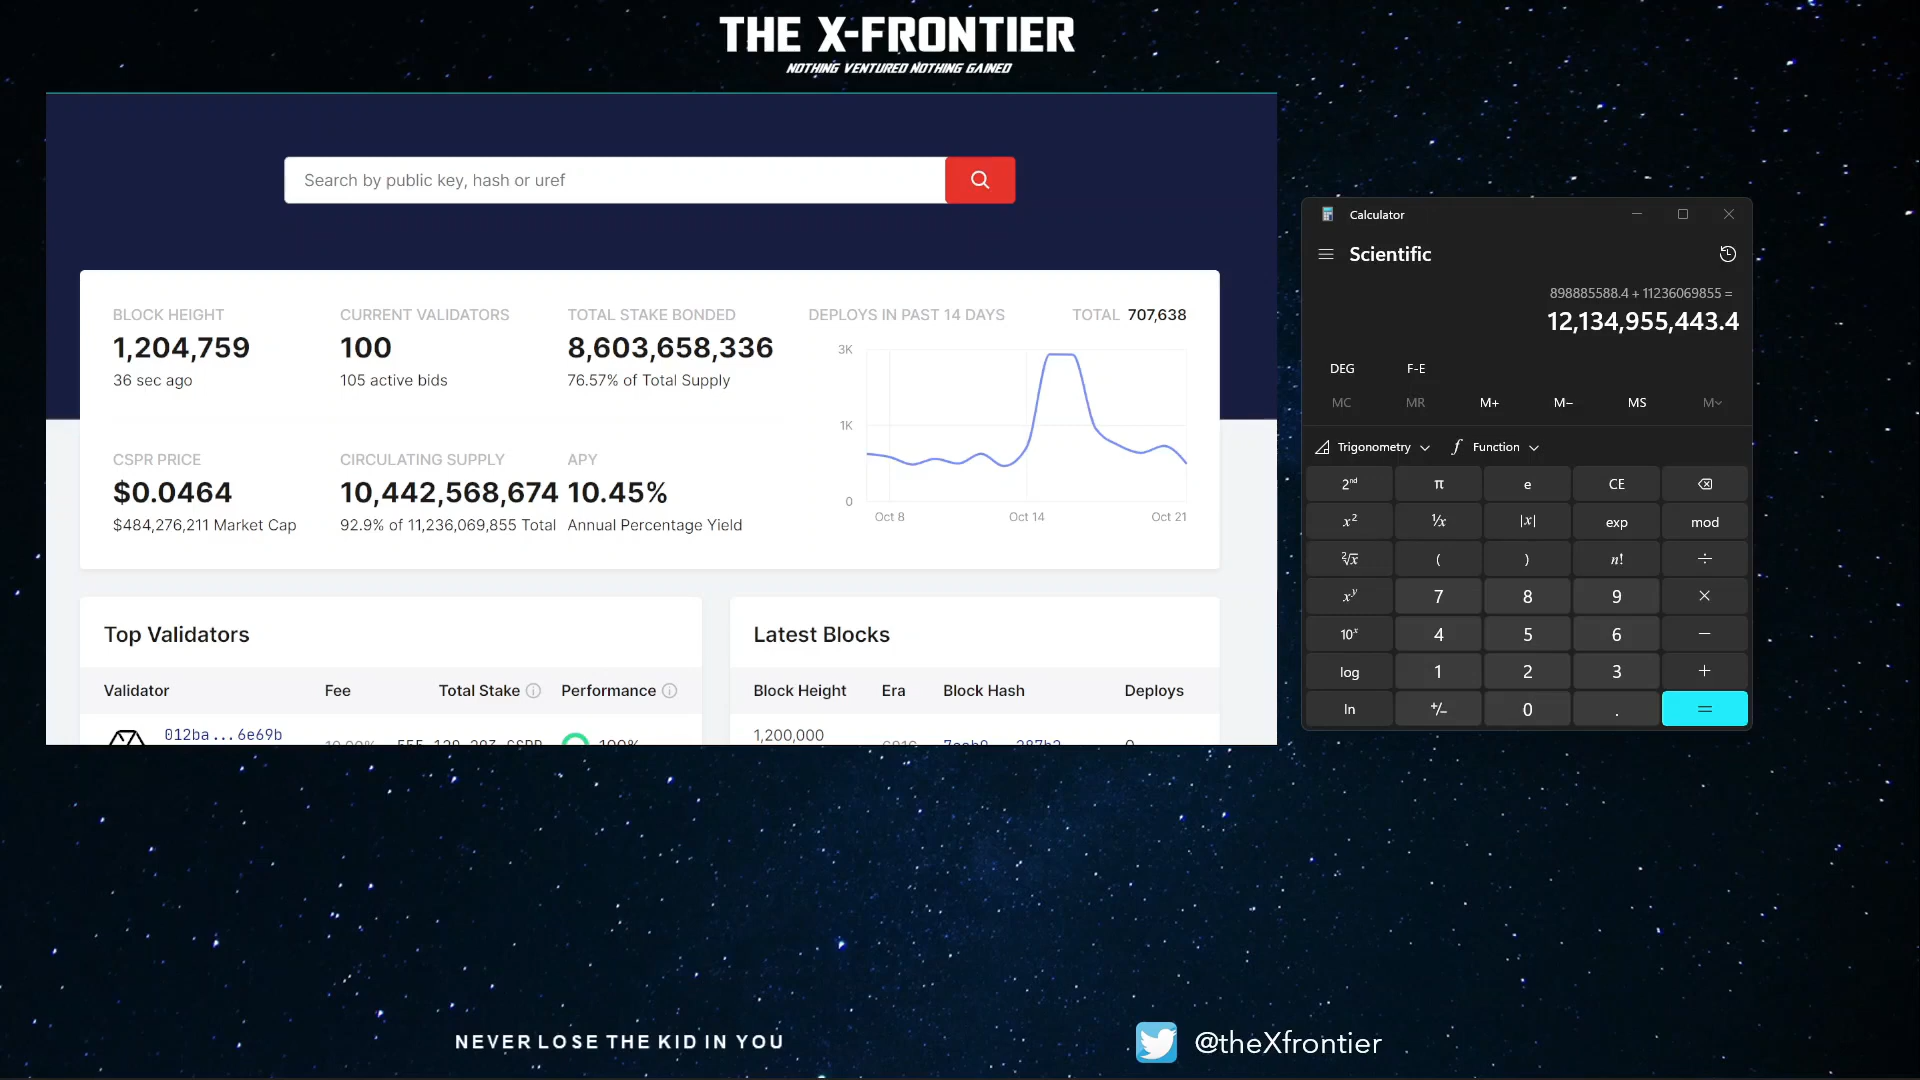 THE X-FRONTIER
NOTHING VENTURED NOTHING GAINED
Search by public key, hash or uref
BLOCK HEIGHT
1,204,759
36 sec ago
CURRENT VALIDATORS
100
105 active bids
TOTAL STAKE BONDED
8,603,658,336
76.57% of Total Supply
DEPLOYS IN PAST 14 DAYS
TOTAL 707,638
3K
1K
0
Oct 8
Oct 14
Oct 21
CSPR PRICE
$0.0464
$484,276,211 Market Cap
CIRCULATING SUPPLY
10,442,568,674
92.9% of 11,236,069,855 Total
APY
10.45%
Annual Percentage Yield
Top Validators
Validator Fee Total Stake Performance
012ba...6e69b
Latest Blocks
Block Height Era Block Hash Deploys
1,200,000
Calculator
Scientific
898885588.4 + 11236069855 =
12,134,955,443.4
DEG F-E
MC MR M+ M− MS M
Trigonometry f Function
2ⁿᵈ π e CE
x² ¹/x |x| exp mod
²√x ( ) n! ÷
xʸ 7 8 9 ×
10ˣ 4 5 6 −
log 1 2 3 +
ln +/− 0 . =
NEVER LOSE THE KID IN YOU
@theXfrontier